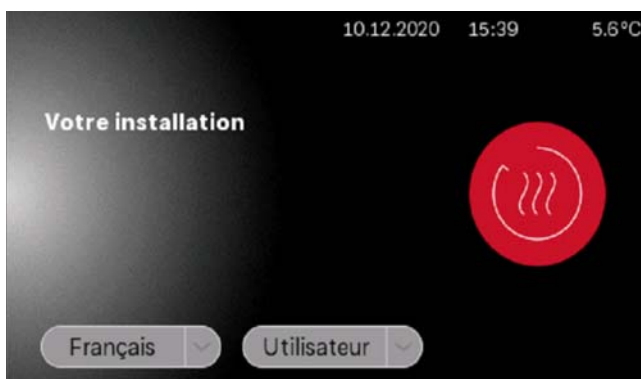 10.12.2020 15:39 5.6°C
Votre installation
Français Utilisateur